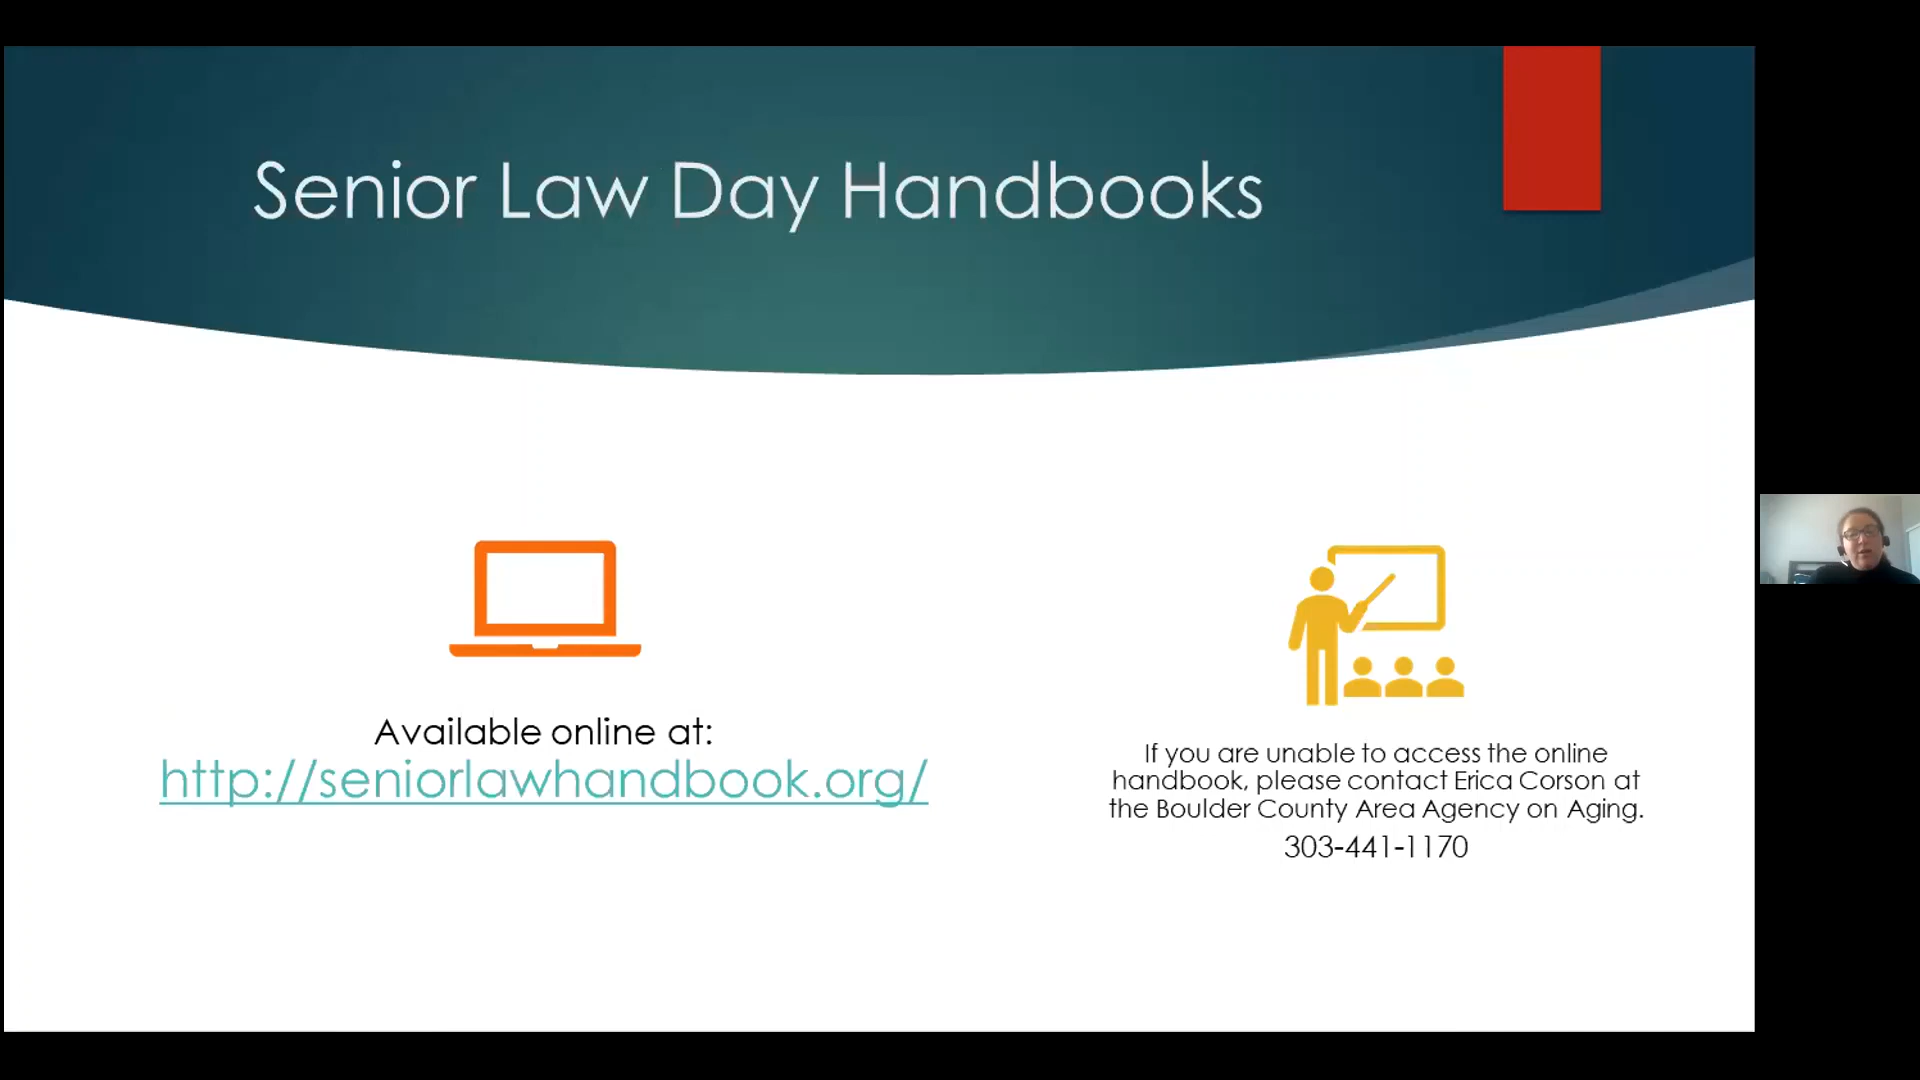 Senior Law Day Handbooks
Available online at:
http://seniorlawhandbook.org/
If you are unable to access the online
handbook, please contact Erica Corson at
the Boulder County Area Agency on Aging.
303-441-1170